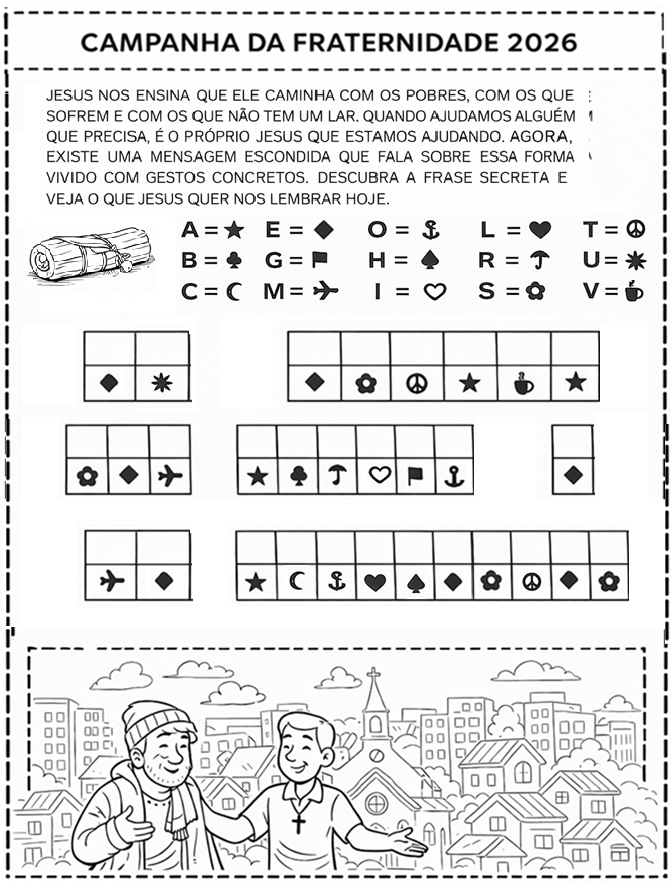 CAMPANHA DA FRATERNIDADE 2026
JESUS NOS ENSINA QUE ELE CAMINHA COM OS POBRES, COM OS QUE
SOFREM E COM OS QUE NÃO TEM UM LAR. QUANDO AJUDAMOS ALGUÉM
QUE PRECISA, É O PRÓPRIO JESUS QUE ESTAMOS AJUDANDO. AGORA,
EXISTE UMA MENSAGEM ESCONDIDA QUE FALA SOBRE ESSA FORMA
VIVIDO COM GESTOS CONCRETOS. DESCUBRA A FRASE SECRETA E
VEJA O QUE JESUS QUER NOS LEMBRAR HOJE.
A = ★ E = ◆ O = ⚓ L = ♥ T = ☮
B = ♣ G = ⚑ H = ♠ R = ☂ U = ✷
C = ☾ M = ✈ I = ♡ S = ✿ V = ☕